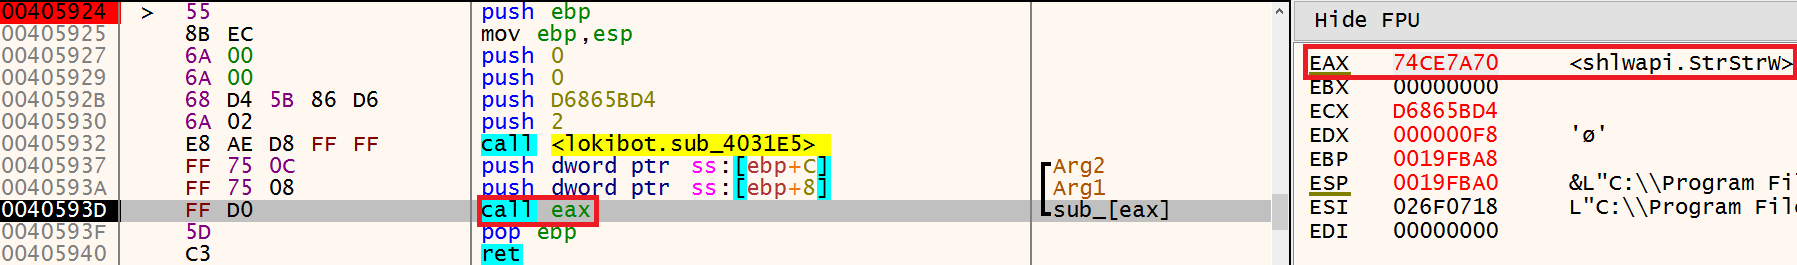 00405924 > 55 push ebp
00405925 8B EC mov ebp,esp
00405927 6A 00 push 0
00405929 6A 00 push 0
0040592B 68 D4 5B 86 D6 push D6865BD4
00405930 6A 02 push 2
00405932 E8 AE D8 FF FF call <lokibot.sub_4031E5>
00405937 FF 75 0C push dword ptr ss:[ebp+C] Arg2
0040593A FF 75 08 push dword ptr ss:[ebp+8] Arg1
0040593D FF D0 call eax sub_[eax]
0040593F 5D pop ebp
00405940 C3 ret
Hide FPU
EAX 74CE7A70 <shlwapi.StrStrW>
EBX 00000000
ECX D6865BD4
EDX 000000F8 'ø'
EBP 0019FBA8
ESP 0019FBA0 &L"C:\\Program Fi
ESI 026F0718 L"C:\\Program File
EDI 00000000